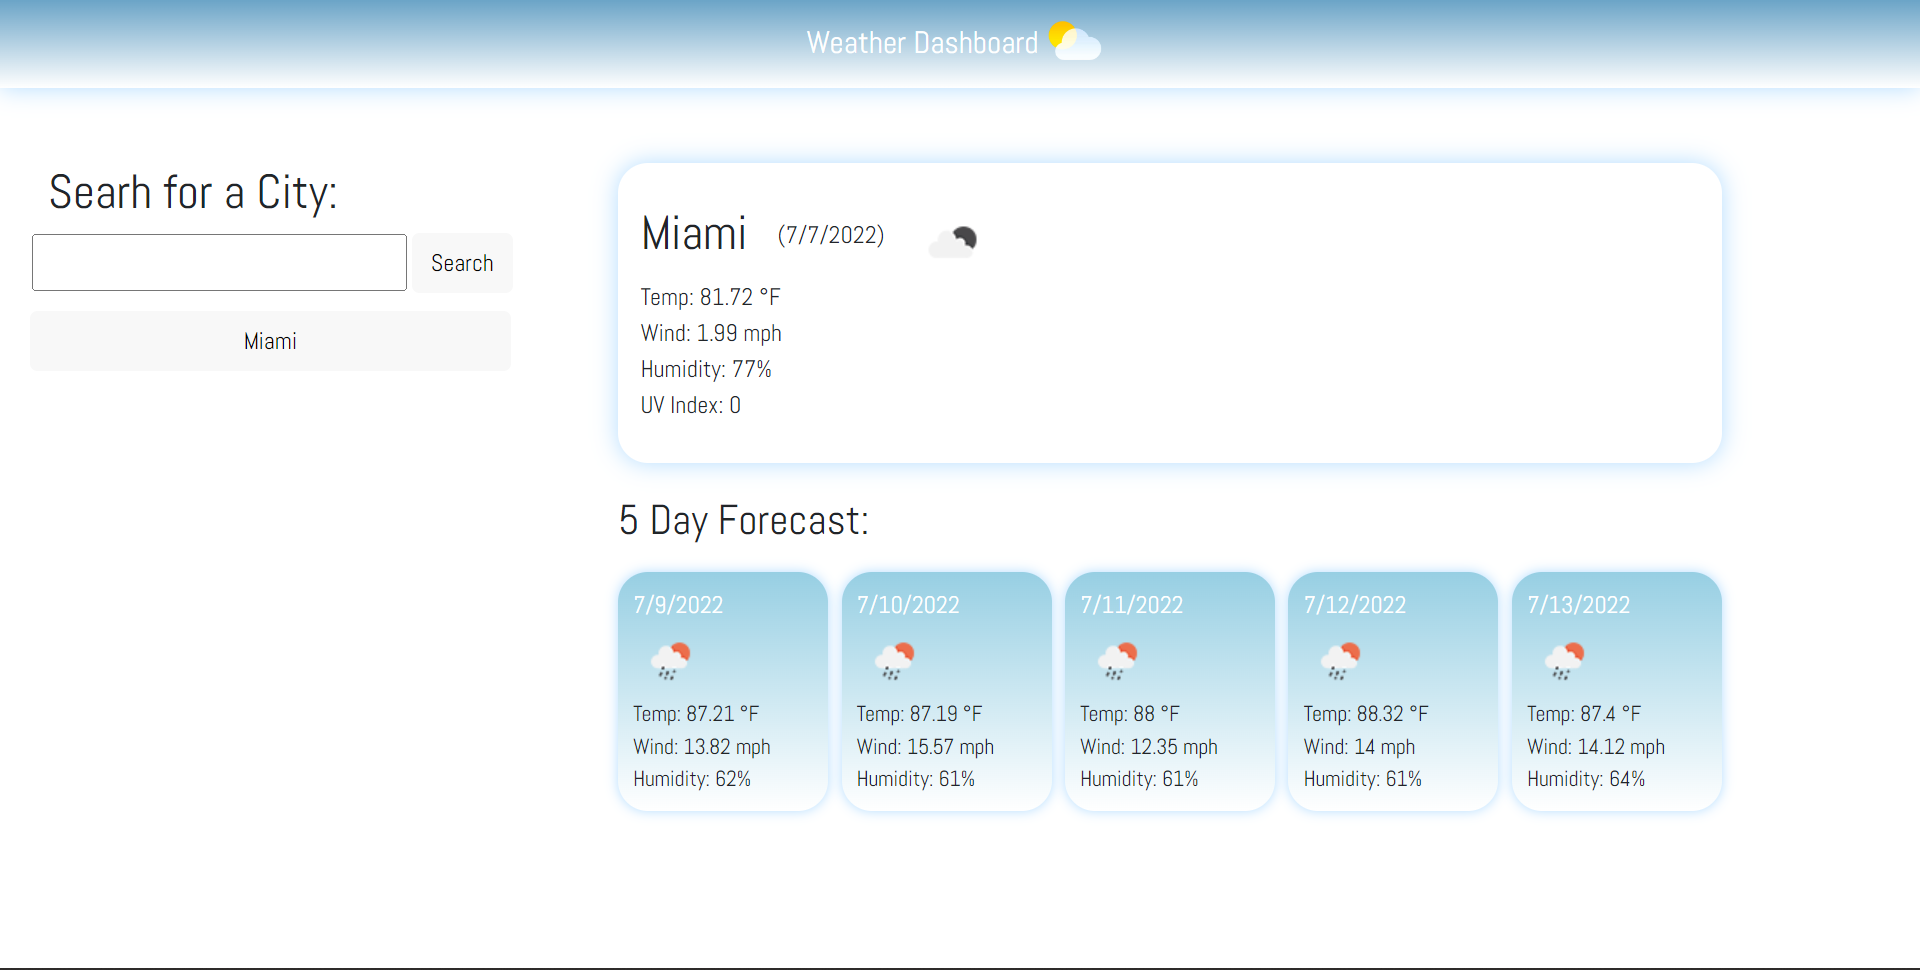 Weather Dashboard
Searh for a City:
Search
Miami
Miami (7/7/2022)
Temp: 81.72 °F
Wind: 1.99 mph
Humidity: 77%
UV Index: 0
5 Day Forecast:
7/9/2022
Temp: 87.21 °F
Wind: 13.82 mph
Humidity: 62%
7/10/2022
Temp: 87.19 °F
Wind: 15.57 mph
Humidity: 61%
7/11/2022
Temp: 88 °F
Wind: 12.35 mph
Humidity: 61%
7/12/2022
Temp: 88.32 °F
Wind: 14 mph
Humidity: 61%
7/13/2022
Temp: 87.4 °F
Wind: 14.12 mph
Humidity: 64%